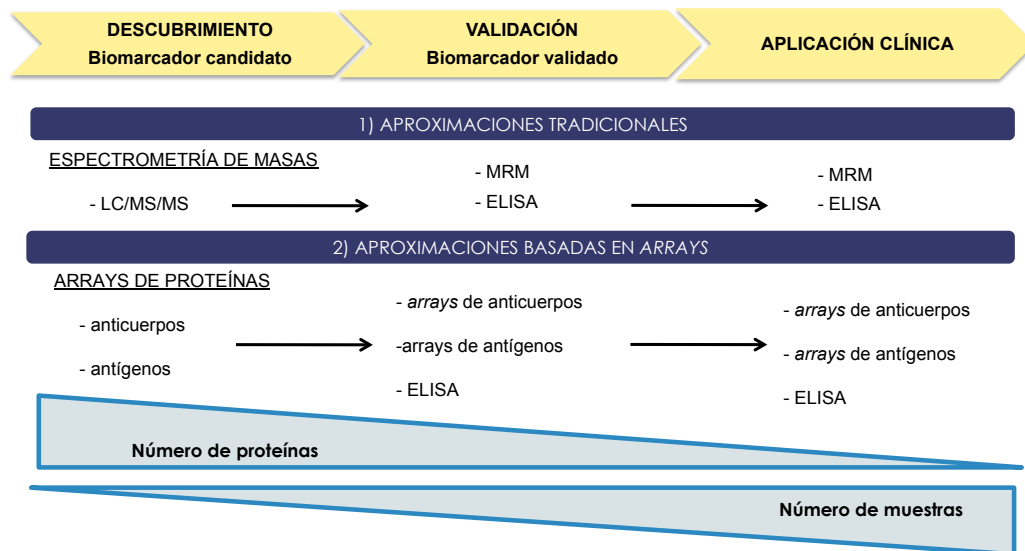 DESCUBRIMIENTO
Biomarcador candidato
VALIDACIÓN
Biomarcador validado
APLICACIÓN CLÍNICA
1) APROXIMACIONES TRADICIONALES
ESPECTROMETRÍA DE MASAS
- LC/MS/MS
- MRM
- ELISA
- MRM
- ELISA
2) APROXIMACIONES BASADAS EN ARRAYS
ARRAYS DE PROTEÍNAS
- anticuerpos
- antígenos
- arrays de anticuerpos
-arrays de antígenos
- ELISA
- arrays de anticuerpos
- arrays de antígenos
- ELISA
Número de proteínas
Número de muestras